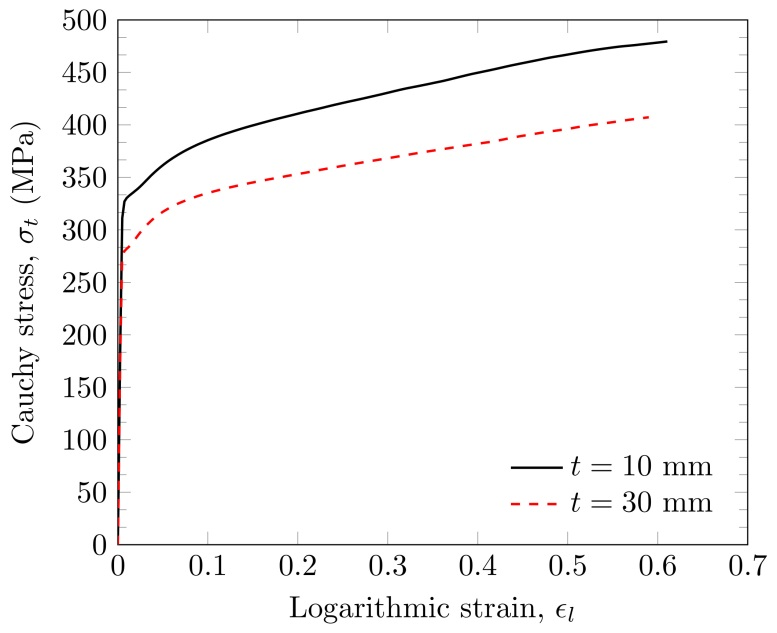 500
450
400
350
300
250
200
150
100
50
0
Cauchy stress, σt (MPa)
t = 10 mm
t = 30 mm
0 0.1 0.2 0.3 0.4 0.5 0.6 0.7
Logarithmic strain, ϵl